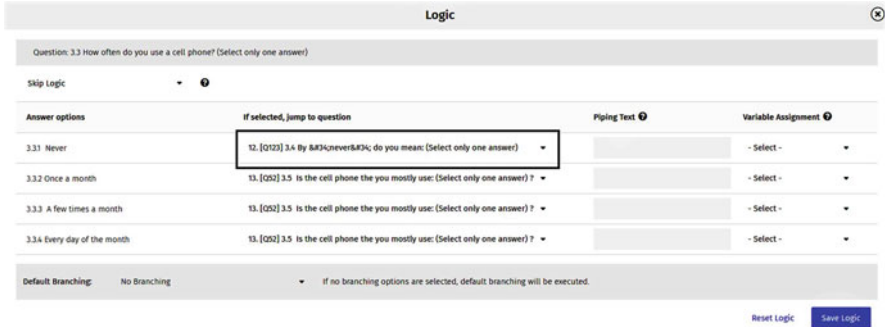 Logic
Question: 3.3 How often do you use a cell phone? (Select only one answer)
Skip Logic
Answer options If selected, jump to question Piping Text Variable Assignment
3.3.1 Never 12. [Q123] 3.4 By &#34;never&#34; do you mean: (Select only one answer) - Select -
3.3.2 Once a month 13. [Q52] 3.5 Is the cell phone the you mostly use: (Select only one answer) ? - Select -
3.3.3 A few times a month 13. [Q52] 3.5 Is the cell phone the you mostly use: (Select only one answer) ? - Select -
3.3.4 Every day of the month 13. [Q52] 3.5 Is the cell phone the you mostly use: (Select only one answer) ? - Select -
Default Branching: No Branching If no branching options are selected, default branching will be executed.
Reset Logic Save Logic